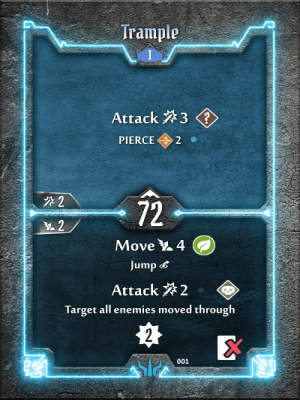 Trample
1
Attack 3 ?
PIERCE 2
2
72
2
Move 4
Jump
Attack 2
Target all enemies moved through
2
001